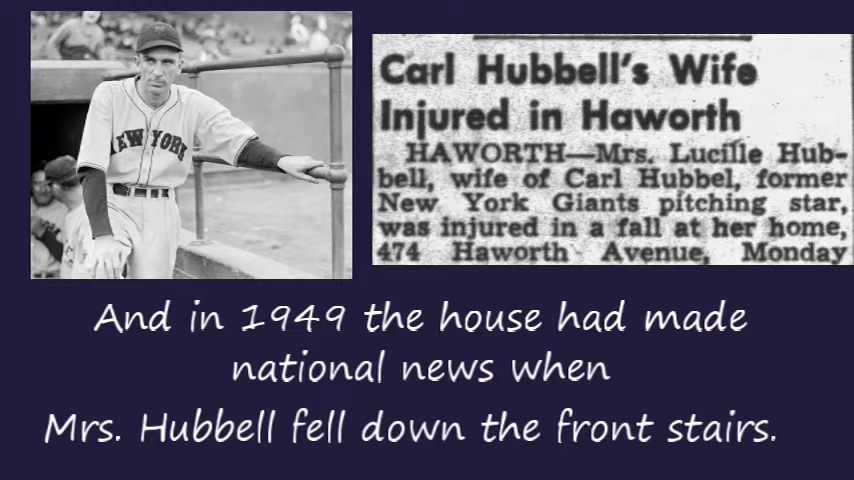 NEW YORK
Carl Hubbell's Wife
Injured in Haworth
HAWORTH—Mrs. Lucille Hub-
bell, wife of Carl Hubbel, former
New York Giants pitching star,
was injured in a fall at her home,
474 Haworth Avenue, Monday
And in 1949 the house had made
national news when
Mrs. Hubbell fell down the front stairs.